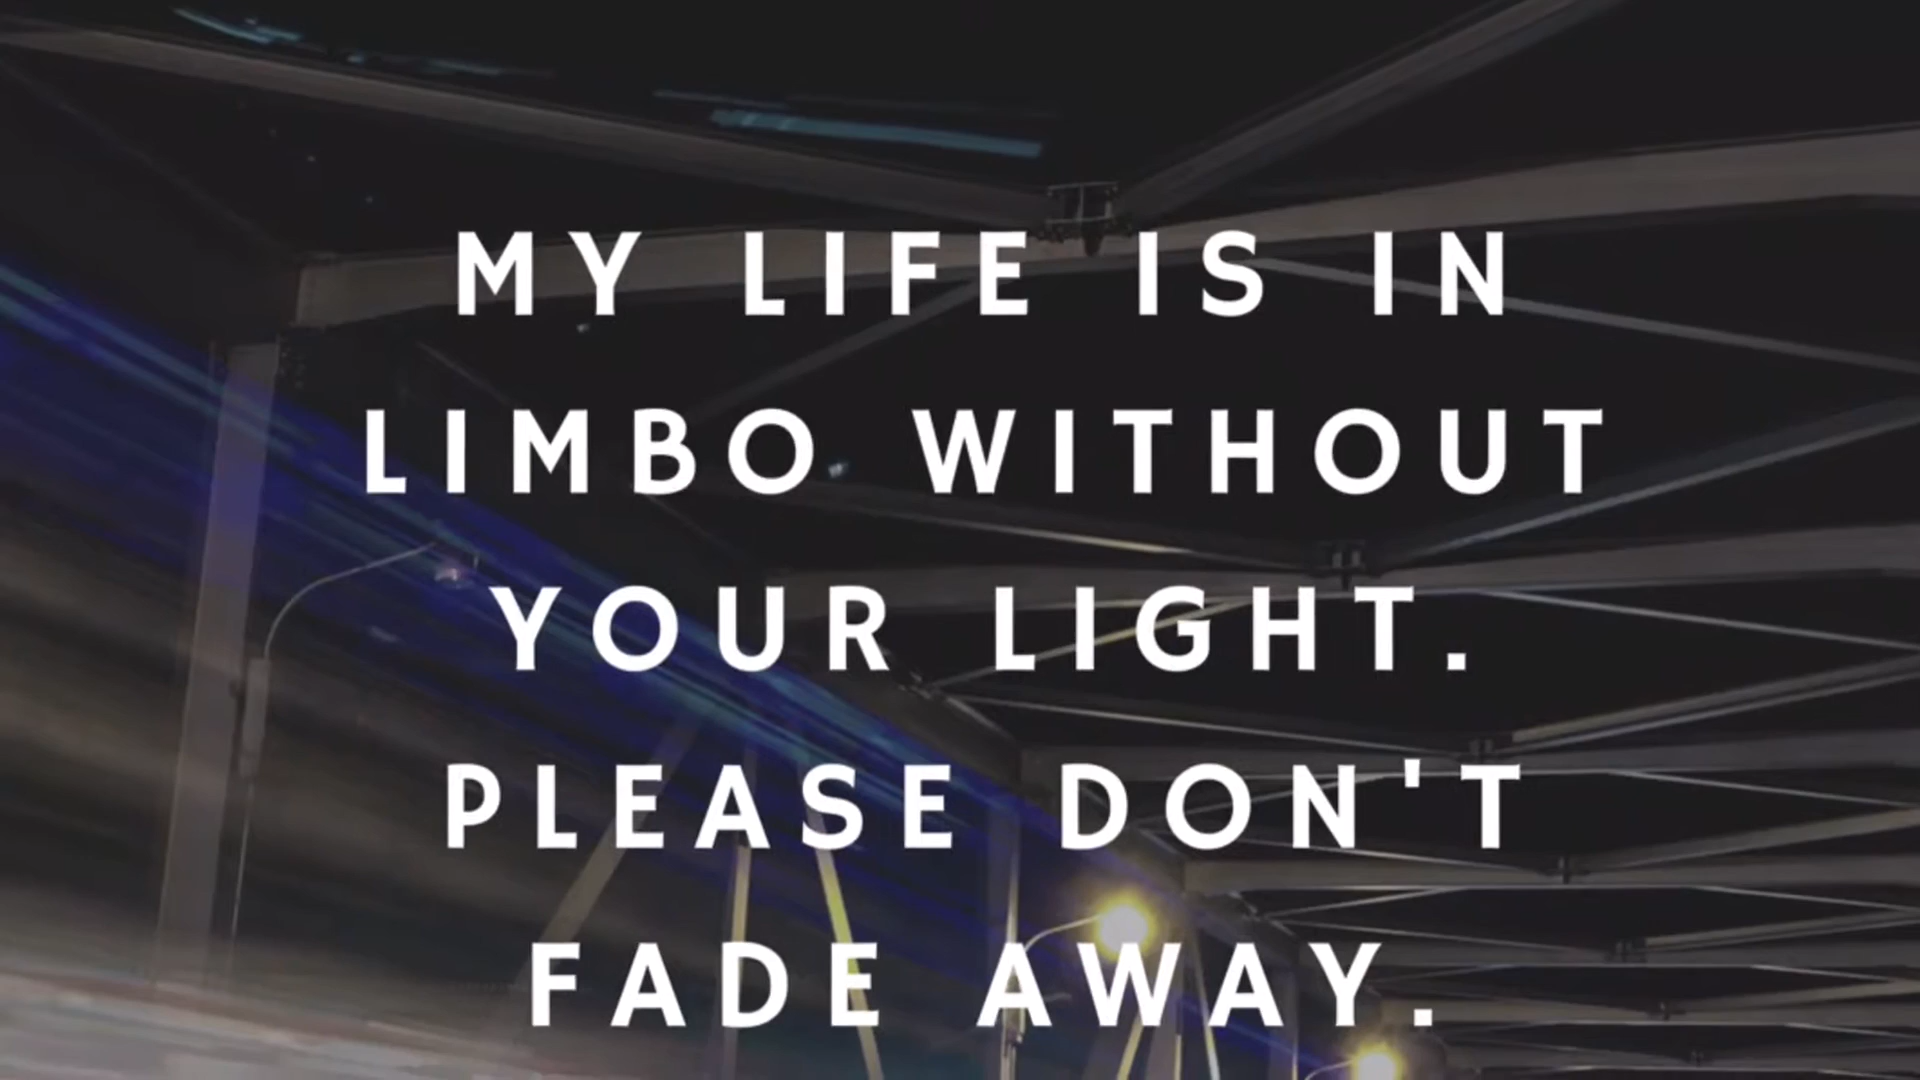 MY LIFE IS IN
LIMBO WITHOUT
YOUR LIGHT.
PLEASE DON'T
FADE AWAY.